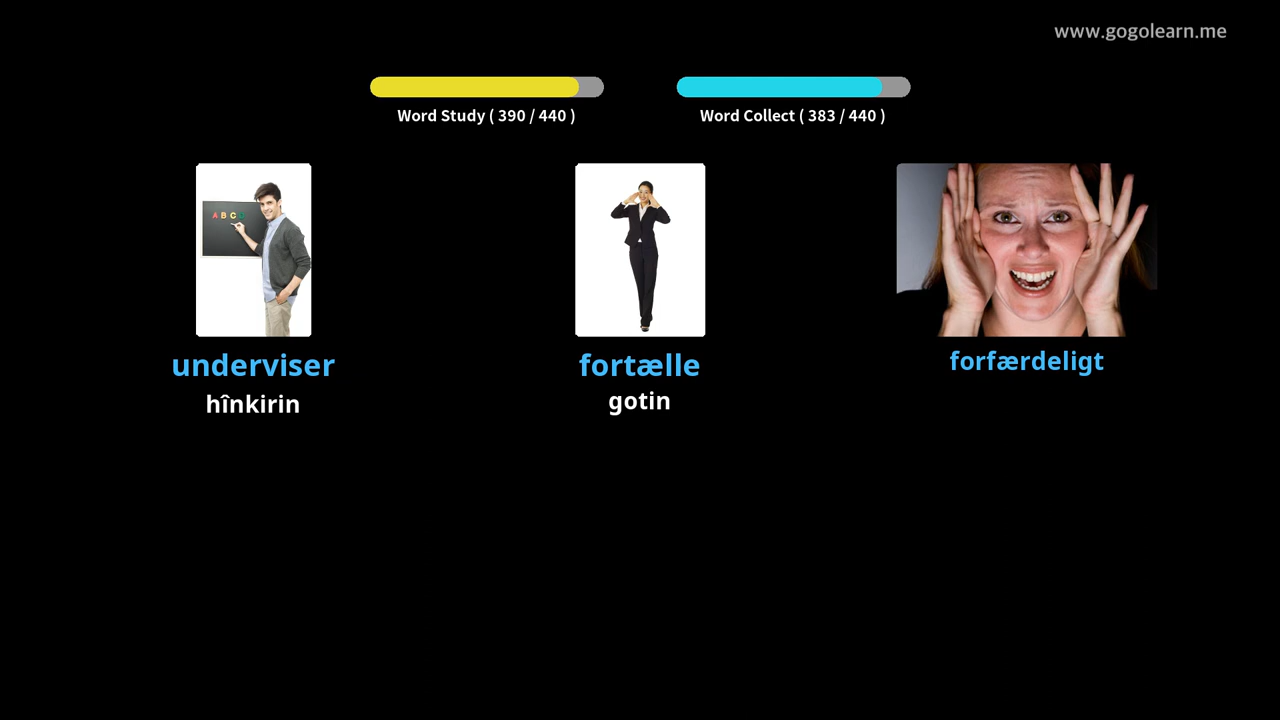 www.gogolearn.me
Word Study ( 390 / 440 )
Word Collect ( 383 / 440 )
A B C D
underviser
hînkirin
fortælle
gotin
forfærdeligt